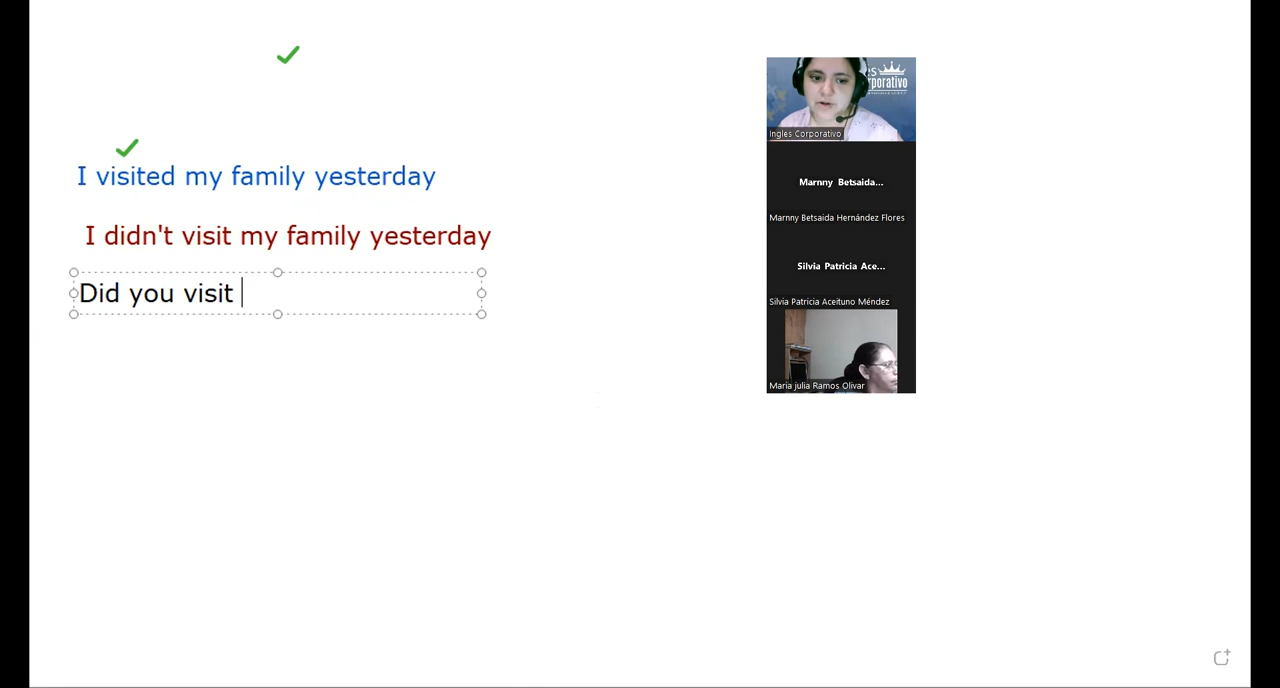 I visited my family yesterday
I didn't visit my family yesterday
Did you visit
porativo
Ingles Corporativo
Marnny Betsaida...
Marnny Betsaida Hernández Flores
Silvia Patricia Ace...
Silvia Patricia Aceituno Méndez
Maria julia Ramos Olivar